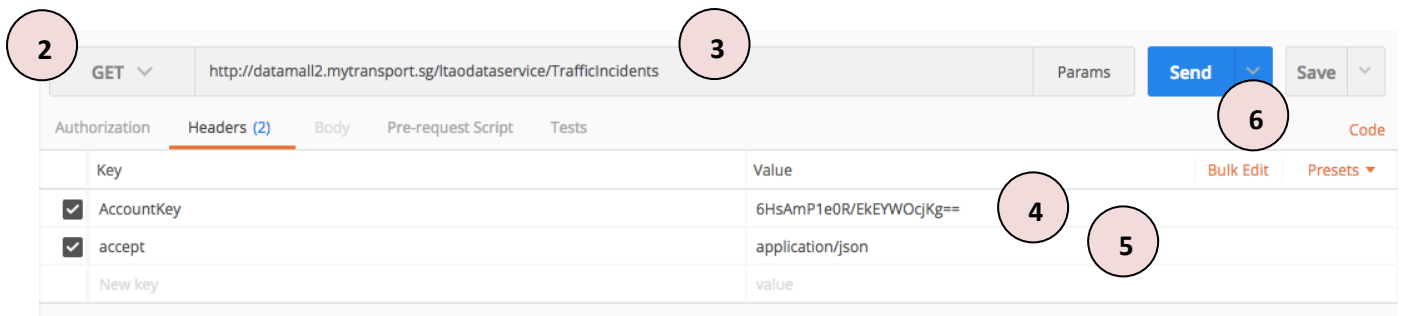 2
3
GET http://datamall2.mytransport.sg/ltaodataservice/TrafficIncidents Params Send Save
6
Authorization Headers (2) Body Pre-request Script Tests Code
Key Value Bulk Edit Presets
AccountKey 6HsAmP1e0R/EkEYWOcjKg== 4
accept application/json 5
New key value